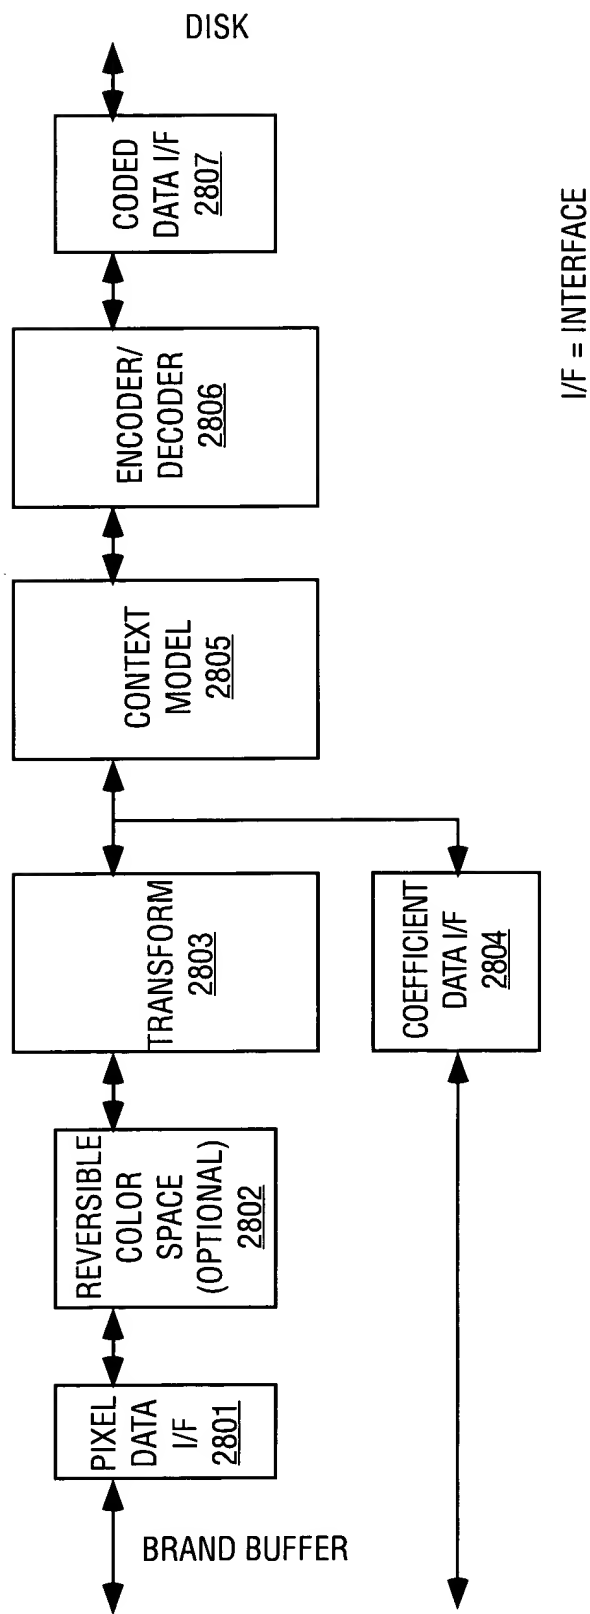 BRAND BUFFER
PIXEL
DATA
I/F
2801
REVERSIBLE
COLOR
SPACE
(OPTIONAL)
2802
TRANSFORM
2803
COEFFICIENT
DATA I/F
2804
CONTEXT
MODEL
2805
ENCODER/
DECODER
2806
CODED
DATA I/F
2807
DISK
I/F = INTERFACE